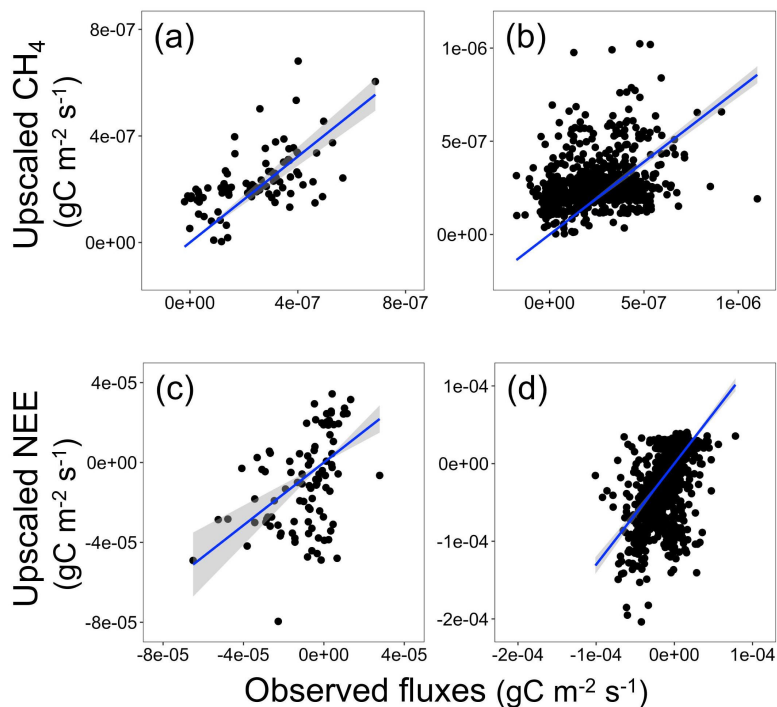 (a)
(b)
8e-07
4e-07
0e+00
1e-06
5e-07
0e+00
Upscaled CH₄
(gC m⁻² s⁻¹)
0e+00 4e-07 8e-07
0e+00 5e-07 1e-06
(c)
(d)
4e-05
0e+00
-4e-05
-8e-05
1e-04
0e+00
-1e-04
-2e-04
Upscaled NEE
(gC m⁻² s⁻¹)
-8e-05 -4e-05 0e+00 4e-05
-2e-04 -1e-04 0e+00 1e-04
Observed fluxes (gC m⁻² s⁻¹)